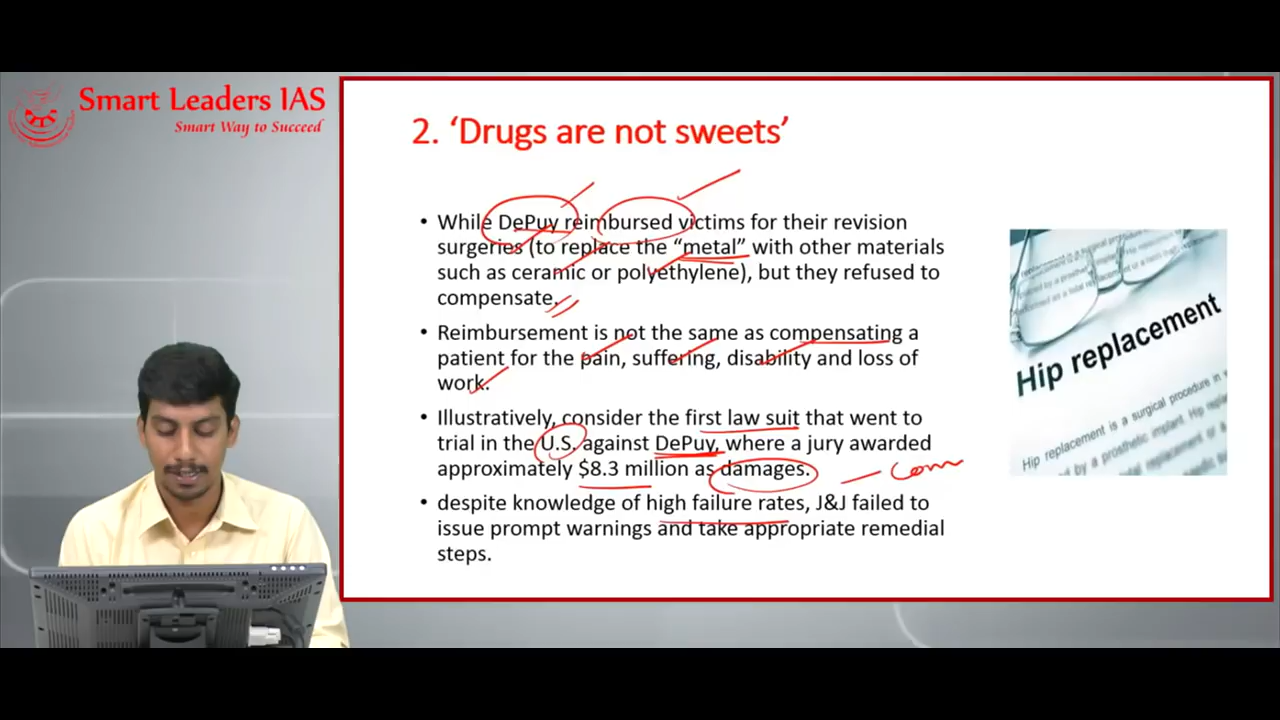 Smart Leaders IAS
Smart Way to Succeed
2. ‘Drugs are not sweets’
• While DePuy reimbursed victims for their revision
surgeries (to replace the “metal” with other materials
such as ceramic or polyethylene), but they refused to
compensate.
• Reimbursement is not the same as compensating a
patient for the pain, suffering, disability and loss of
work.
• Illustratively, consider the first law suit that went to
trial in the U.S. against DePuy, where a jury awarded
approximately $8.3 million as damages.
• despite knowledge of high failure rates, J&J failed to
issue prompt warnings and take appropriate remedial
steps.
Hip replacement